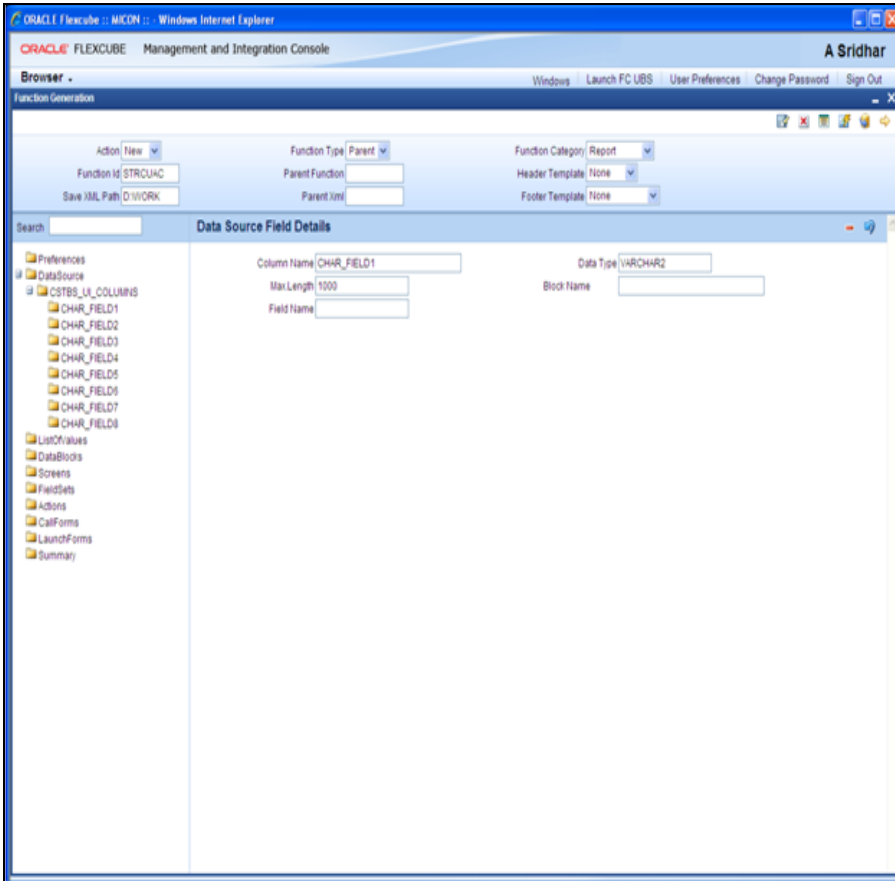 ORACLE Flexcube :: MICON :: - Windows Internet Explorer
ORACLE FLEXCUBE Management and Integration Console
A Sridhar
Browser
Windows Launch FC UBS User Preferences Change Password Sign Out
Function Generation
Action New Function Type Parent Function Category Report
Function Id STRCUAC Parent Function Header Template None
Save XML Path D:\WORK Parent Xml Footer Template None
Search Data Source Field Details
Preferences
DataSource
CSTBS_UI_COLUMNS
CHAR_FIELD1
CHAR_FIELD2
CHAR_FIELD3
CHAR_FIELD4
CHAR_FIELD5
CHAR_FIELD6
CHAR_FIELD7
CHAR_FIELD8
ListOfValues
DataBlocks
Screens
FieldSets
Actions
CallForms
LaunchForms
Summary
Column Name CHAR_FIELD1 Data Type VARCHAR2
Max.Length 1000 Block Name
Field Name